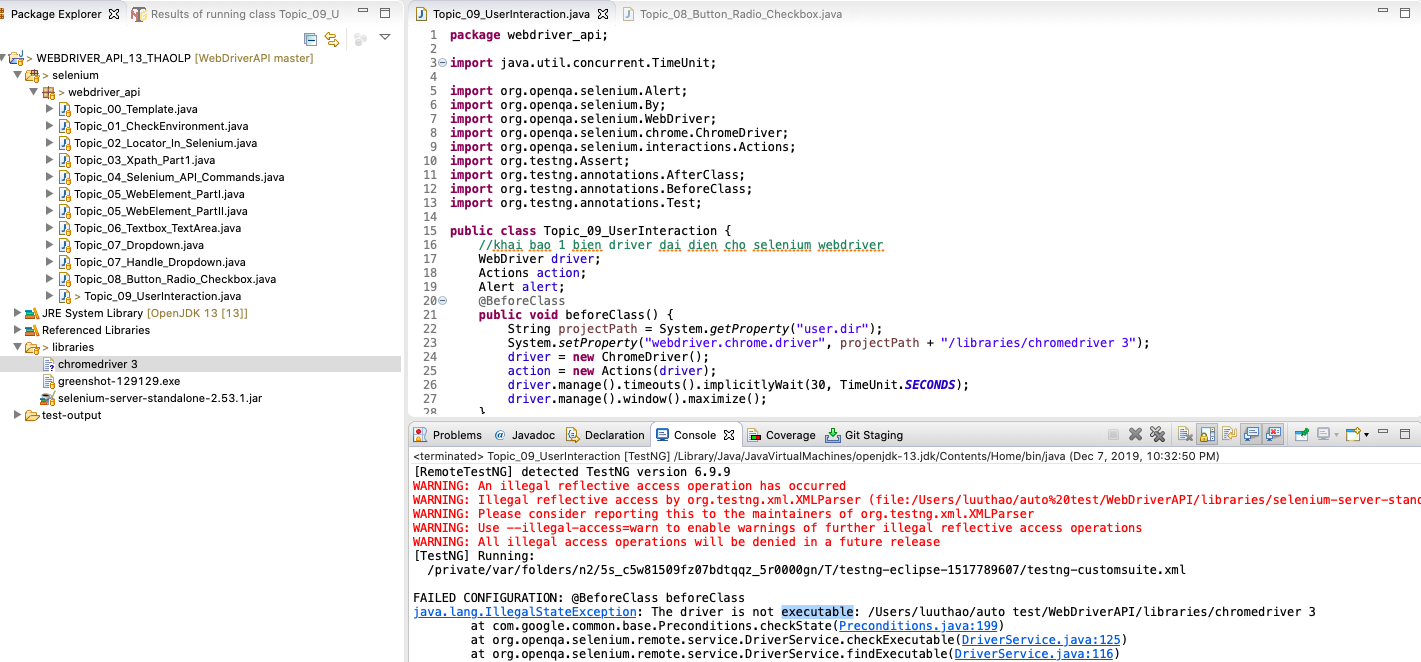 Package Explorer
Results of running class Topic_09_U
> WEBDRIVER_API_13_THAOLP [WebDriverAPI master]
> selenium
> webdriver_api
Topic_00_Template.java
Topic_01_CheckEnvironment.java
Topic_02_Locator_In_Selenium.java
Topic_03_Xpath_Part1.java
Topic_04_Selenium_API_Commands.java
Topic_05_WebElement_PartI.java
Topic_05_WebElement_PartII.java
Topic_06_Textbox_TextArea.java
Topic_07_Dropdown.java
Topic_07_Handle_Dropdown.java
Topic_08_Button_Radio_Checkbox.java
> Topic_09_UserInteraction.java
JRE System Library [OpenJDK 13 [13]]
Referenced Libraries
> libraries
chromedriver 3
greenshot-129129.exe
selenium-server-standalone-2.53.1.jar
test-output
Topic_09_UserInteraction.java
Topic_08_Button_Radio_Checkbox.java
1 package webdriver_api;
2
3 import java.util.concurrent.TimeUnit;
4
5 import org.openqa.selenium.Alert;
6 import org.openqa.selenium.By;
7 import org.openqa.selenium.WebDriver;
8 import org.openqa.selenium.chrome.ChromeDriver;
9 import org.openqa.selenium.interactions.Actions;
10 import org.testng.Assert;
11 import org.testng.annotations.AfterClass;
12 import org.testng.annotations.BeforeClass;
13 import org.testng.annotations.Test;
14
15 public class Topic_09_UserInteraction {
16 //khai bao 1 bien driver dai dien cho selenium webdriver
17 WebDriver driver;
18 Actions action;
19 Alert alert;
20 @BeforeClass
21 public void beforeClass() {
22 String projectPath = System.getProperty("user.dir");
23 System.setProperty("webdriver.chrome.driver", projectPath + "/libraries/chromedriver 3");
24 driver = new ChromeDriver();
25 action = new Actions(driver);
26 driver.manage().timeouts().implicitlyWait(30, TimeUnit.SECONDS);
27 driver.manage().window().maximize();
28 }
Problems @ Javadoc Declaration Console Coverage Git Staging
<terminated> Topic_09_UserInteraction [TestNG] /Library/Java/JavaVirtualMachines/openjdk-13.jdk/Contents/Home/bin/java (Dec 7, 2019, 10:32:50 PM)
[RemoteTestNG] detected TestNG version 6.9.9
WARNING: An illegal reflective access operation has occurred
WARNING: Illegal reflective access by org.testng.xml.XMLParser (file:/Users/luuthao/auto%20test/WebDriverAPI/libraries/selenium-server-stand
WARNING: Please consider reporting this to the maintainers of org.testng.xml.XMLParser
WARNING: Use --illegal-access=warn to enable warnings of further illegal reflective access operations
WARNING: All illegal access operations will be denied in a future release
[TestNG] Running:
/private/var/folders/n2/5s_c5w81509fz07bdtqqz_5r0000gn/T/testng-eclipse-1517789607/testng-customsuite.xml
FAILED CONFIGURATION: @BeforeClass beforeClass
java.lang.IllegalStateException: The driver is not executable: /Users/luuthao/auto test/WebDriverAPI/libraries/chromedriver 3
at com.google.common.base.Preconditions.checkState(Preconditions.java:199)
at org.openqa.selenium.remote.service.DriverService.checkExecutable(DriverService.java:125)
at org.openqa.selenium.remote.service.DriverService.findExecutable(DriverService.java:116)